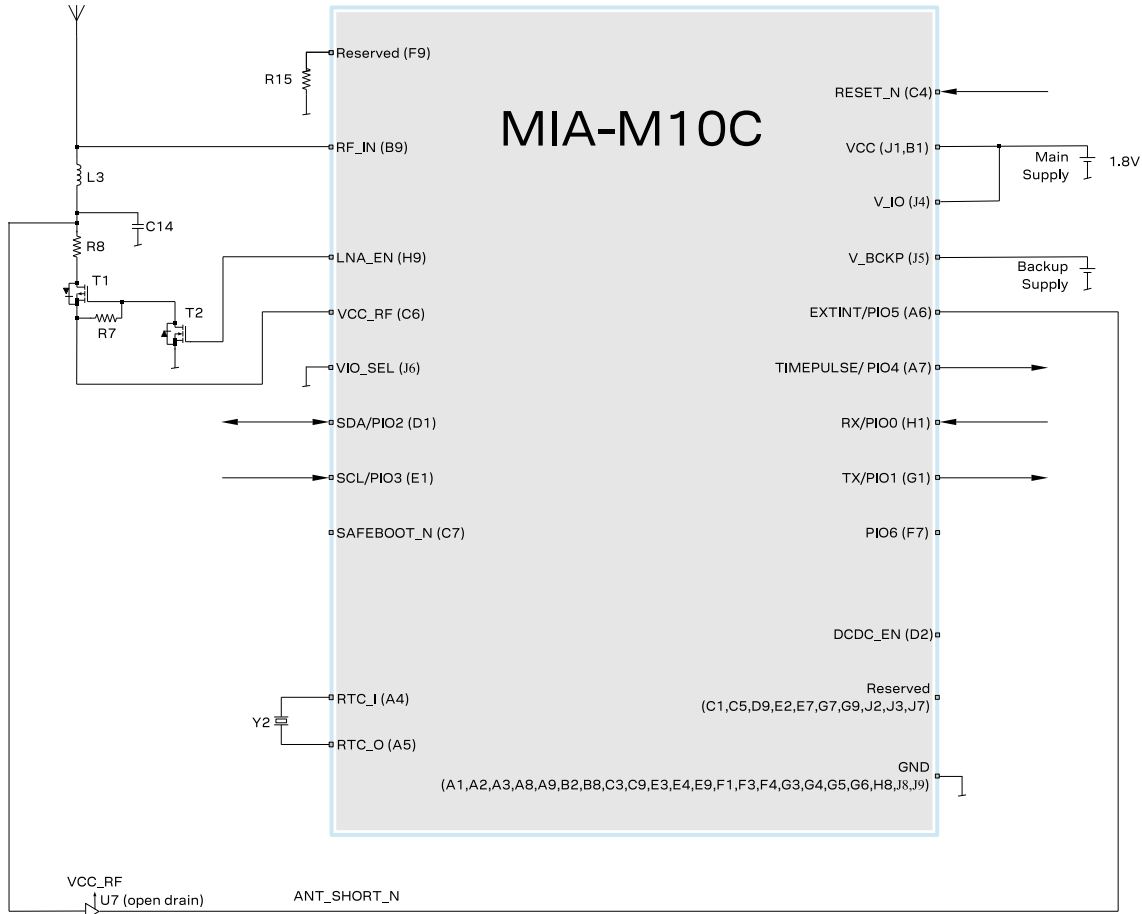 Reserved (F9)
R15
RESET_N (C4)
MIA-M10C
RF_IN (B9)
VCC (J1,B1)
Main
Supply
1.8V
L3
V_IO (J4)
C14
R8
LNA_EN (H9)
V_BCKP (J5)
Backup
Supply
T1
T2
R7
VCC_RF (C6)
EXTINT/PIO5 (A6)
VIO_SEL (J6)
TIMEPULSE/ PIO4 (A7)
SDA/PIO2 (D1)
RX/PIO0 (H1)
SCL/PIO3 (E1)
TX/PIO1 (G1)
SAFEBOOT_N (C7)
PIO6 (F7)
DCDC_EN (D2)
Reserved
(C1,C5,D9,E2,E7,G7,G9,J2,J3,J7)
RTC_I (A4)
Y2
RTC_O (A5)
GND
(A1,A2,A3,A8,A9,B2,B8,C3,C9,E3,E4,E9,F1,F3,F4,G3,G4,G5,G6,H8,J8,J9)
VCC_RF
U7 (open drain)
ANT_SHORT_N